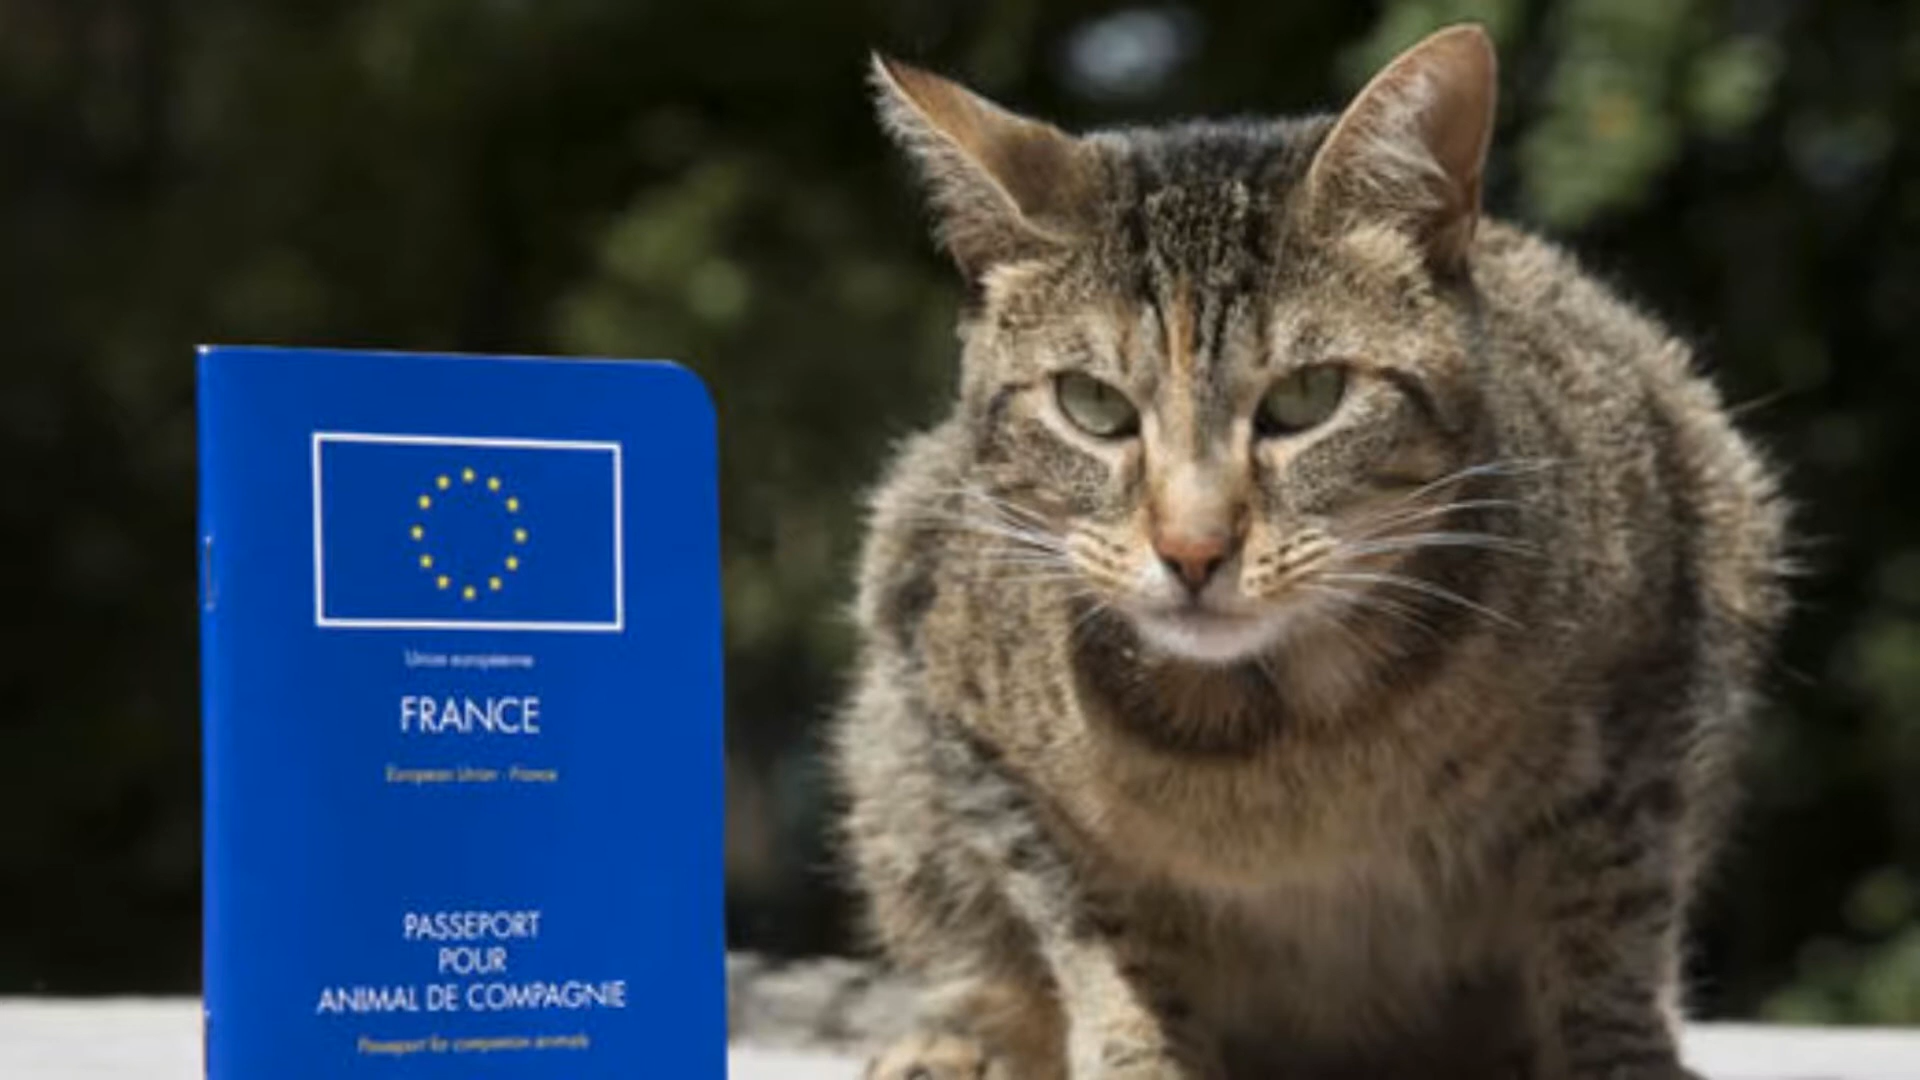 Union européenne
FRANCE
European Union - France
PASSEPORT
POUR
ANIMAL DE COMPAGNIE
Passport for companion animals